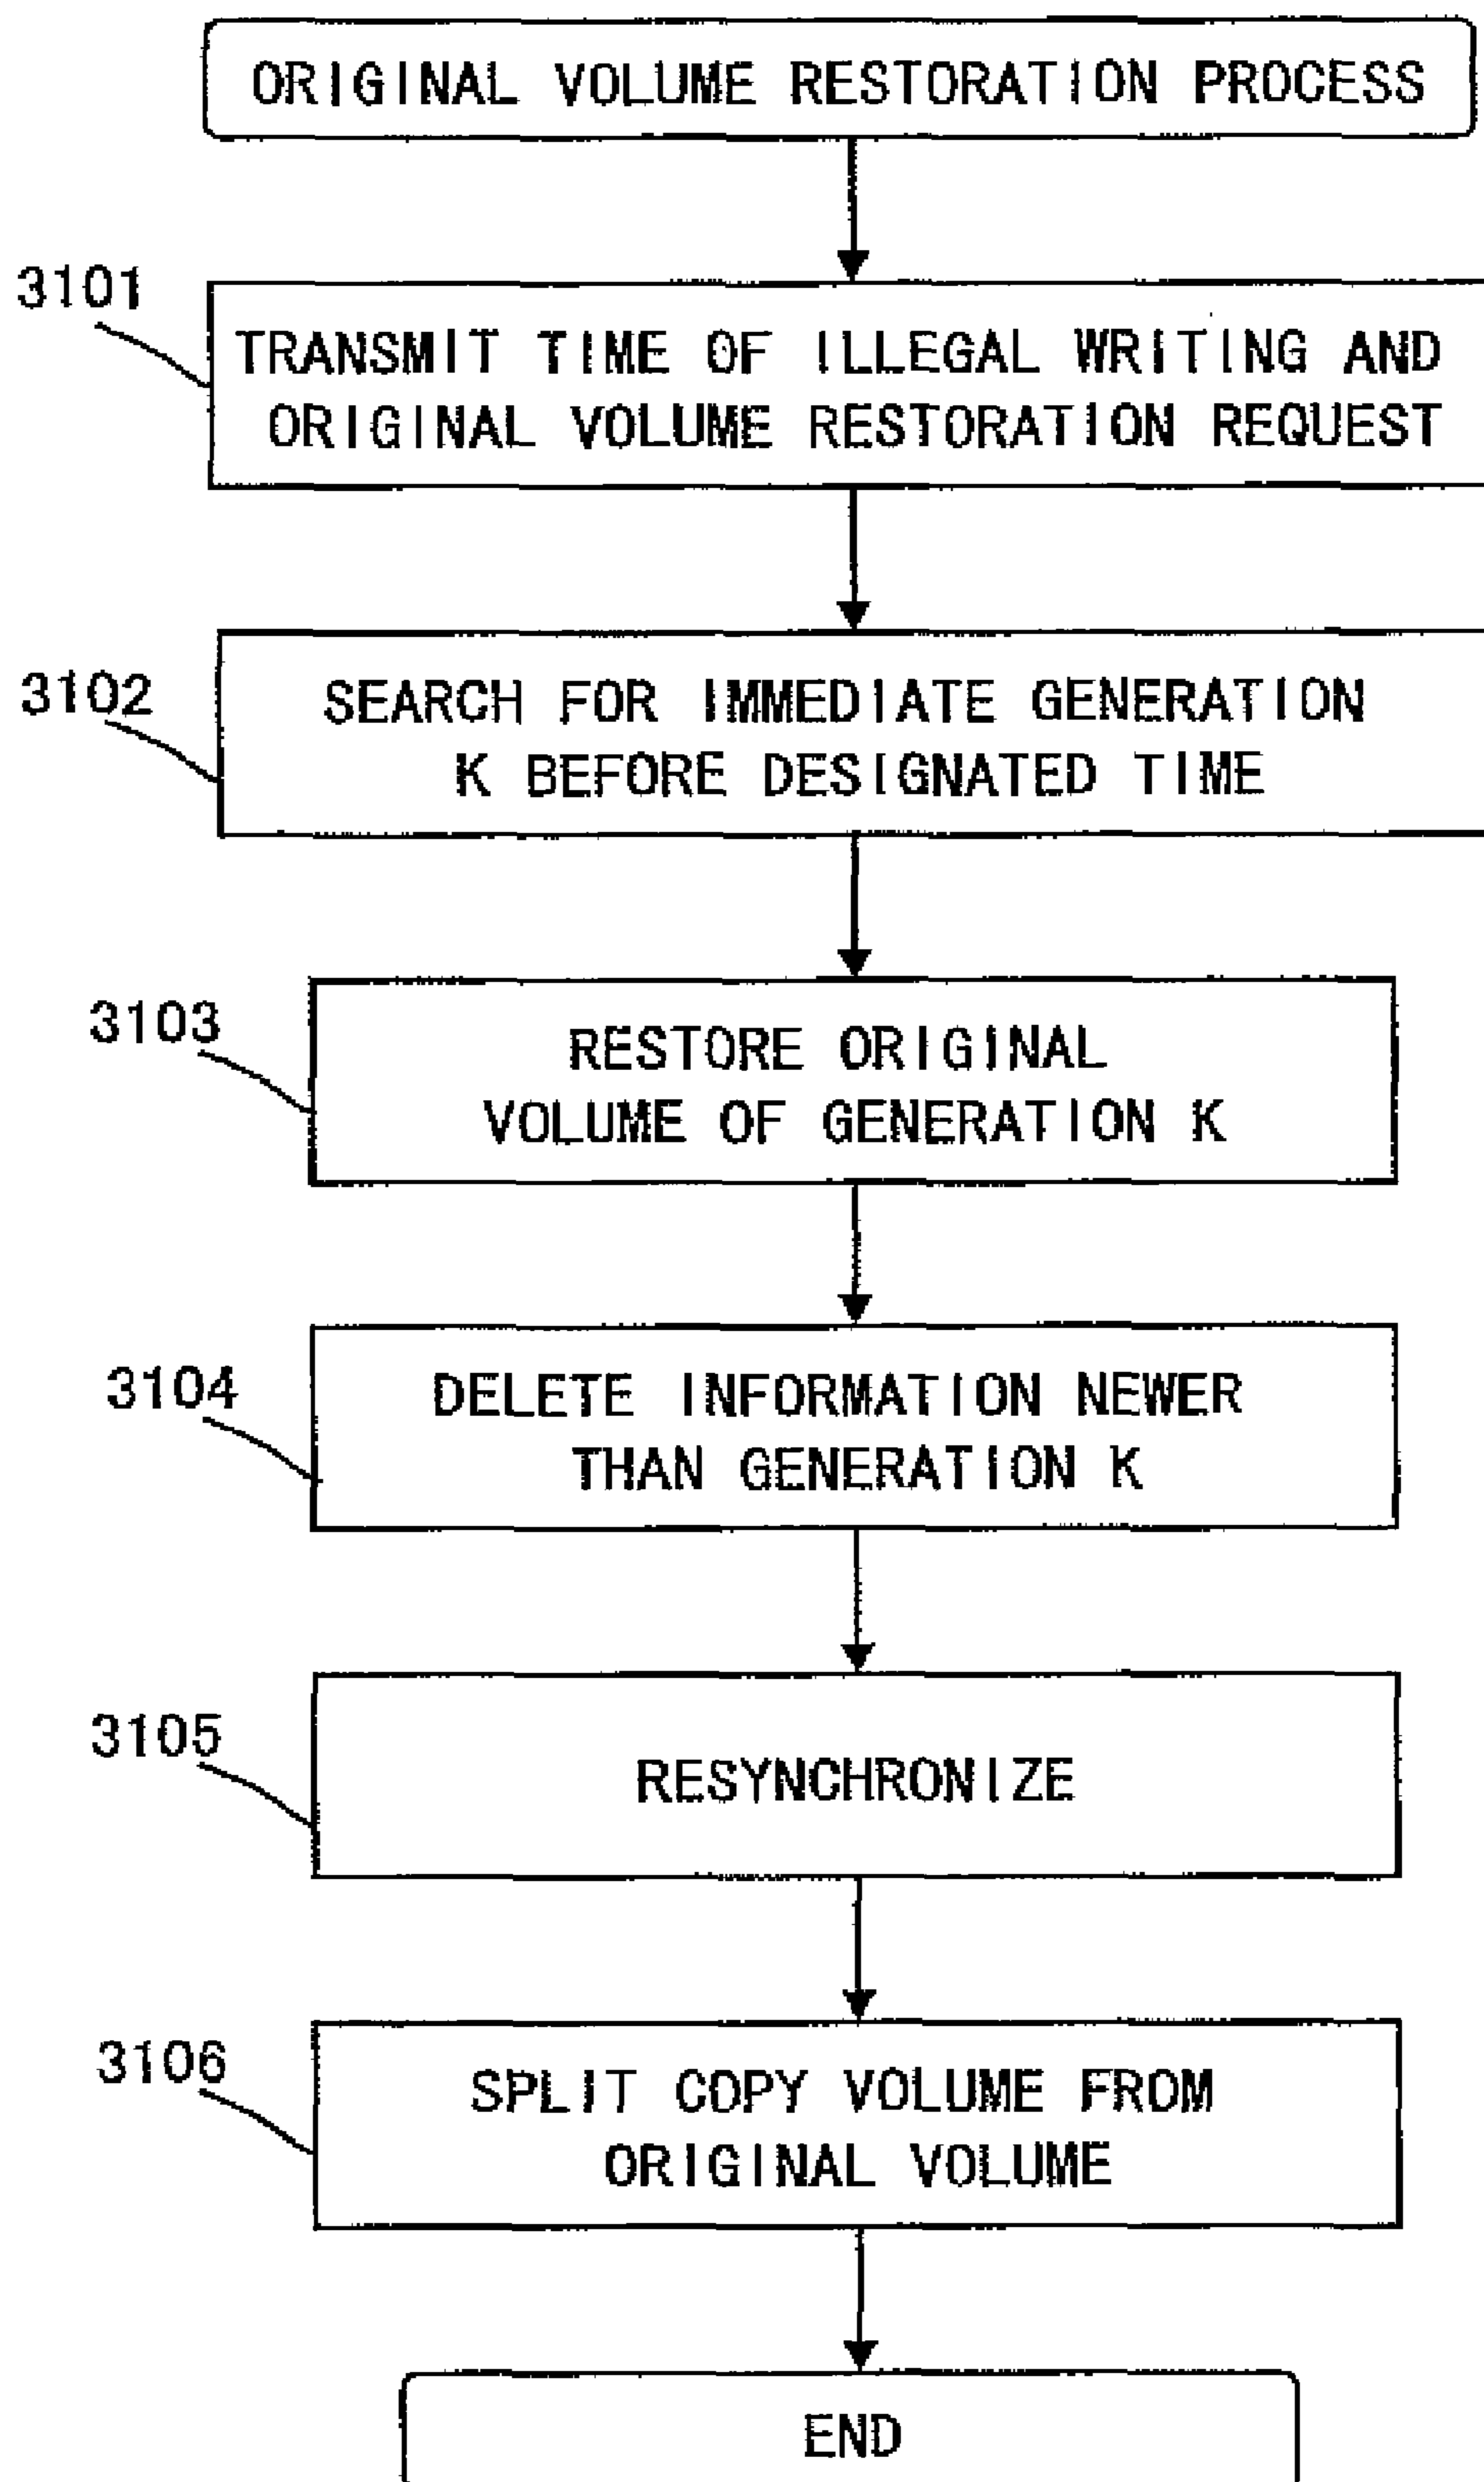 ORIGINAL VOLUME RESTORATION PROCESS
3101
TRANSMIT TIME OF ILLEGAL WRITING AND
ORIGINAL VOLUME RESTORATION REQUEST
3102
SEARCH FOR IMMEDIATE GENERATION
K BEFORE DESIGNATED TIME
3103
RESTORE ORIGINAL
VOLUME OF GENERATION K
3104
DELETE INFORMATION NEWER
THAN GENERATION K
3105
RESYNCHRONIZE
3106
SPLIT COPY VOLUME FROM
ORIGINAL VOLUME
END